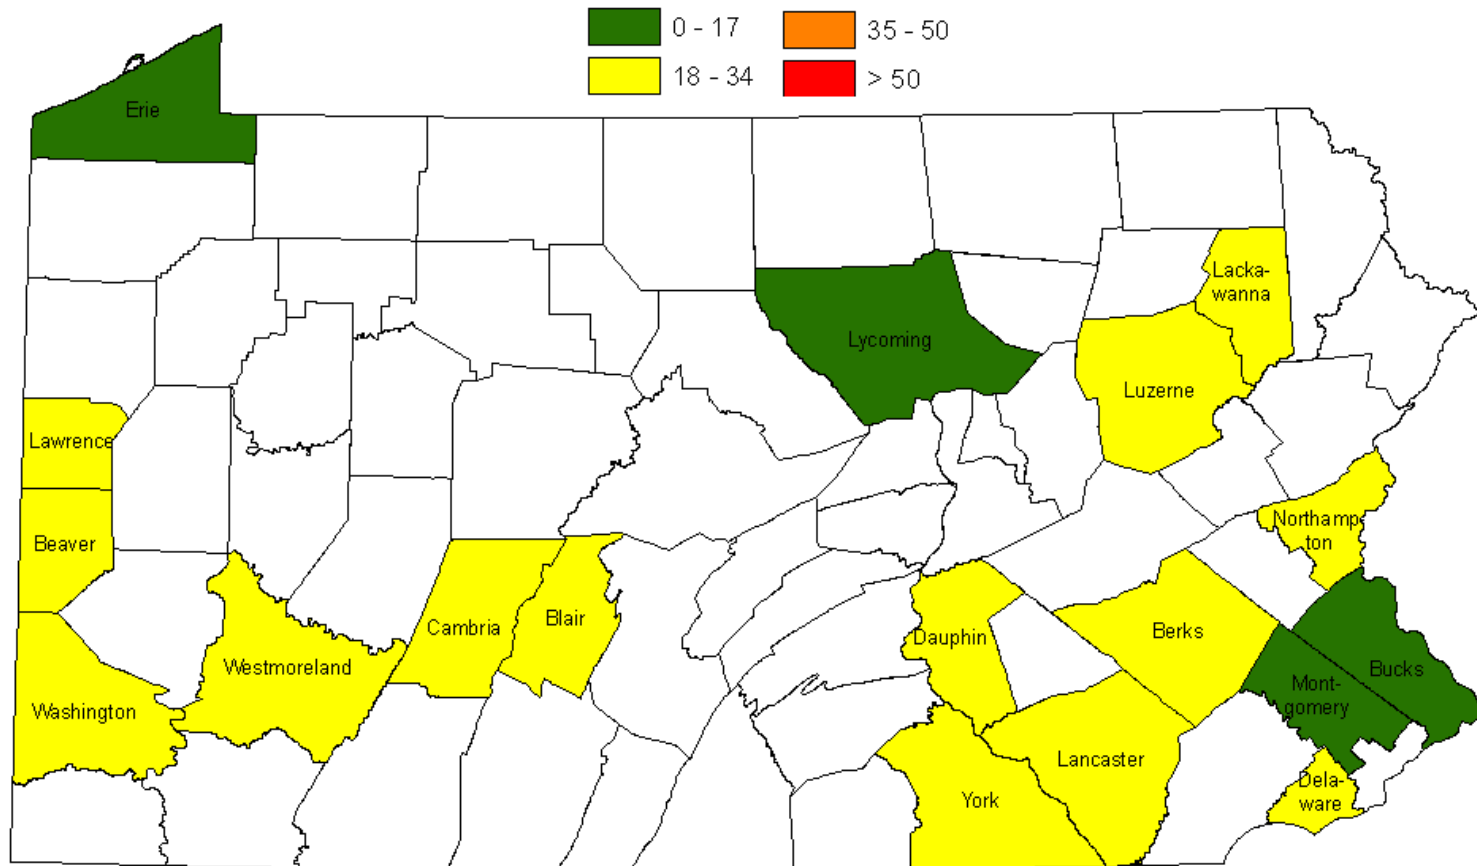 0 - 17
35 - 50
18 - 34
> 50
Erie
Lacka-
wanna
Lycoming
Luzerne
Lawrence
Northamp-
ton
Beaver
Blair
Cambria
Dauphin
Berks
Westmoreland
Bucks
Mont-
gomery
Washington
Lancaster
Dela-
ware
York